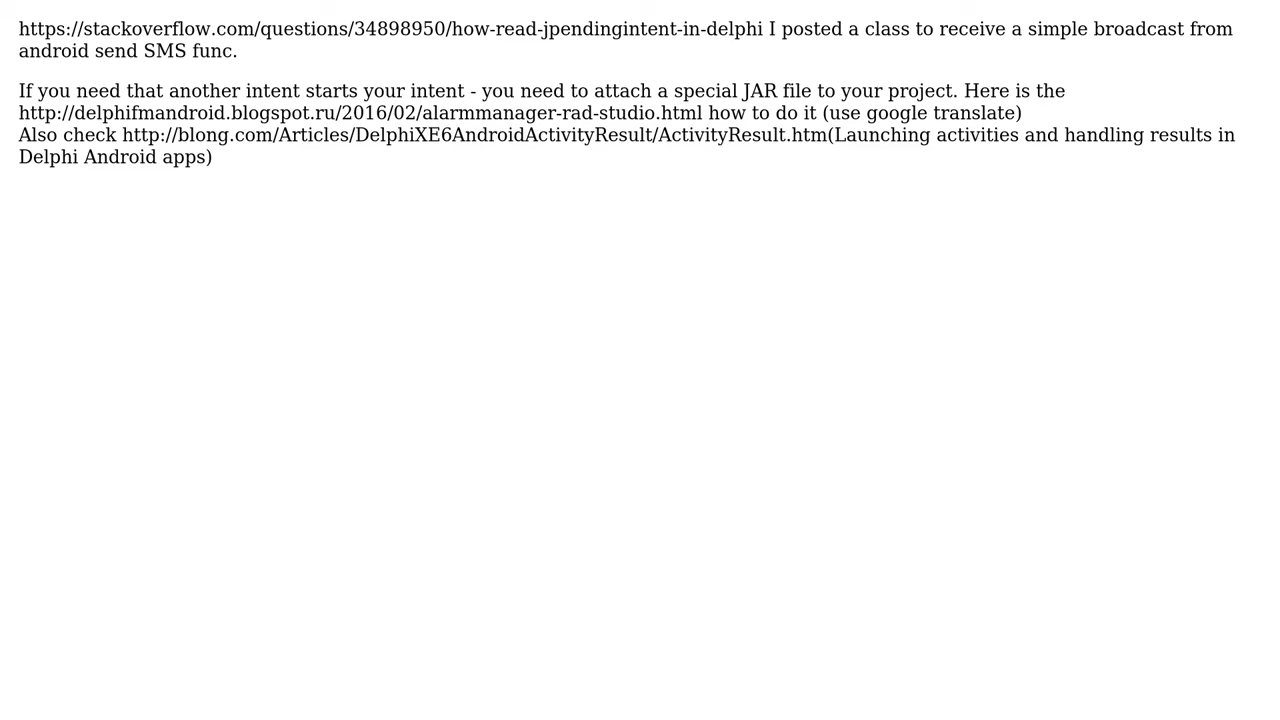 https://stackoverflow.com/questions/34898950/how-read-jpendingintent-in-delphi I posted a class to receive a simple broadcast from
android send SMS func.
If you need that another intent starts your intent - you need to attach a special JAR file to your project. Here is the
http://delphifmandroid.blogspot.ru/2016/02/alarmmanager-rad-studio.html how to do it (use google translate)
Also check http://blong.com/Articles/DelphiXE6AndroidActivityResult/ActivityResult.htm(Launching activities and handling results in
Delphi Android apps)